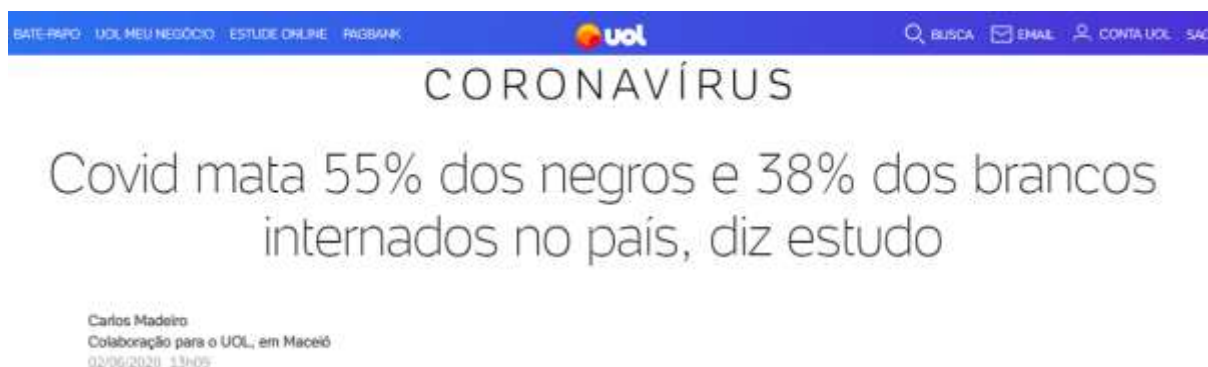 BATE-PAPO UOL MEU NEGÓCIO ESTUDE ONLINE PAGBANK uol BUSCA EMAIL CONTA UOL SAC
CORONAVÍRUS
Covid mata 55% dos negros e 38% dos brancos
internados no país, diz estudo
Carlos Madeiro
Colaboração para o UOL, em Maceió
02/06/2020 13h09